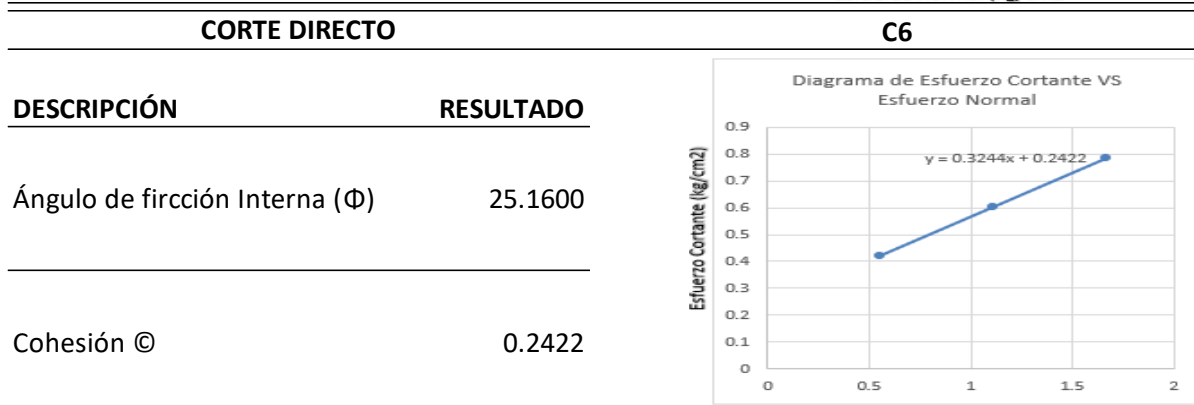 CORTE DIRECTO C6
DESCRIPCIÓN RESULTADO
Ángulo de fircción Interna (Φ) 25.1600
Cohesión © 0.2422
Diagrama de Esfuerzo Cortante VS
Esfuerzo Normal
Esfuerzo Cortante (kg/cm2)
y = 0.3244x + 0.2422
0.9
0.8
0.7
0.6
0.5
0.4
0.3
0.2
0.1
0
0 0.5 1 1.5 2